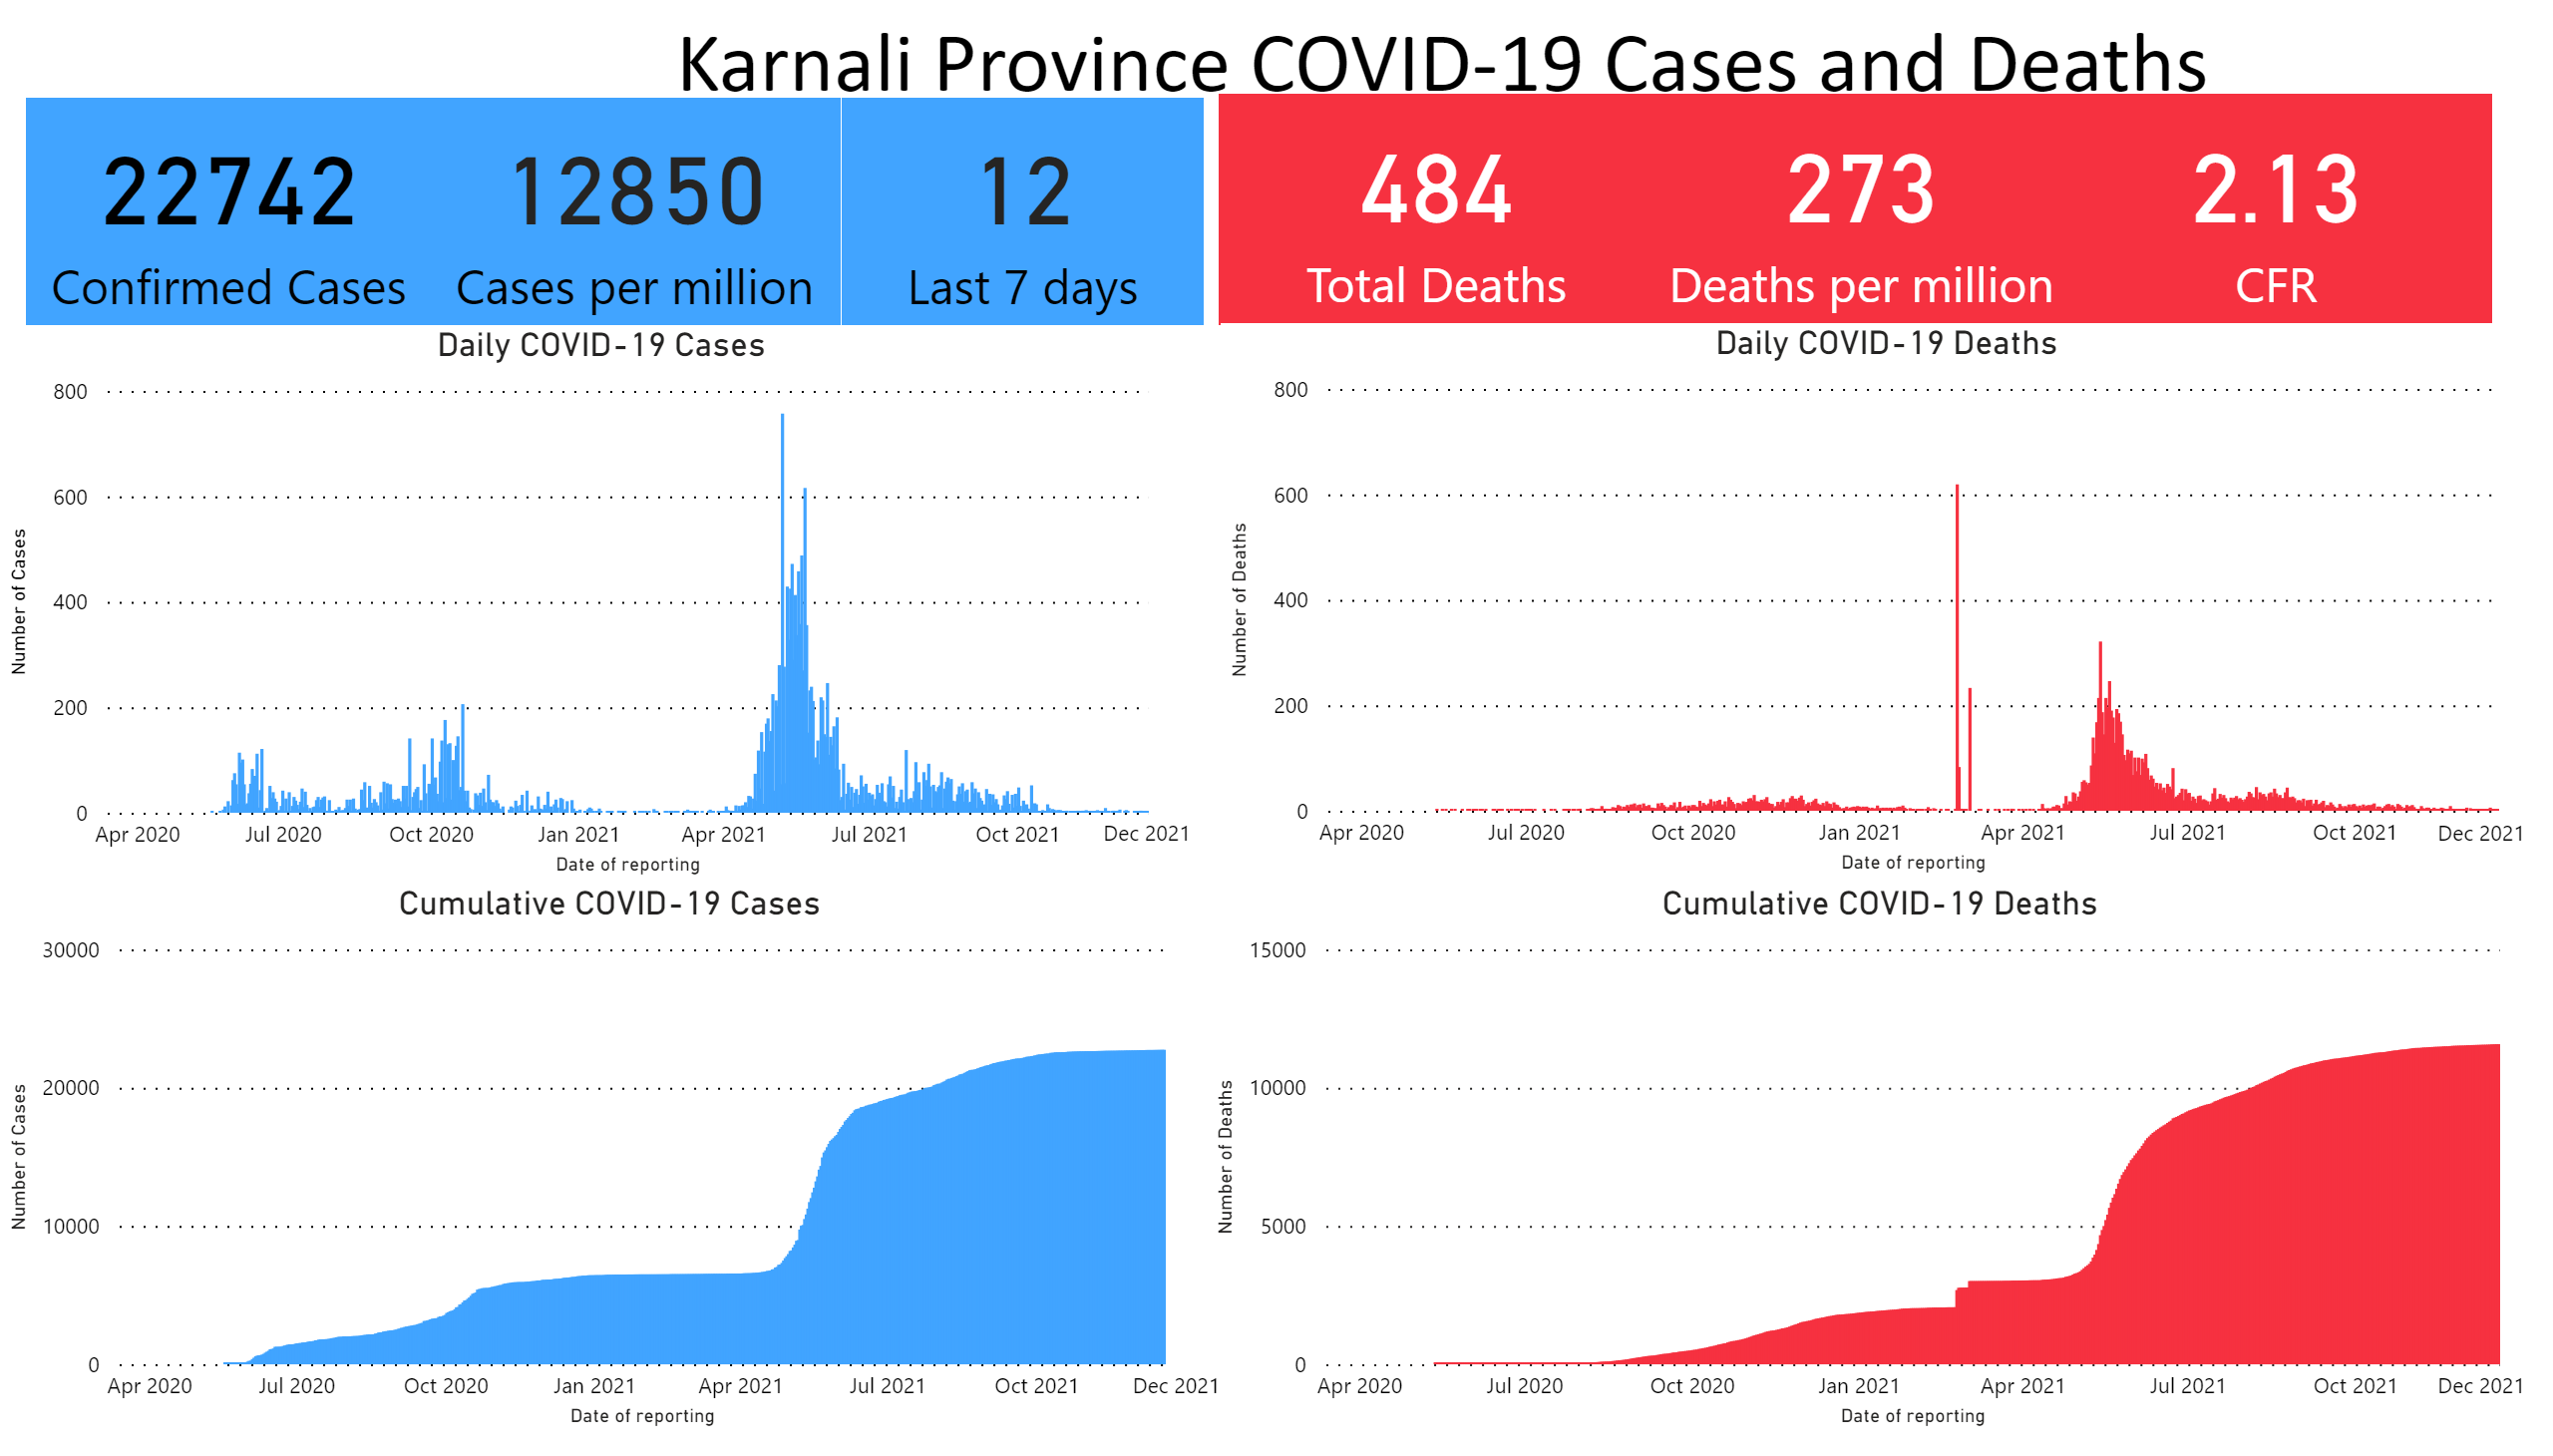 Karnali Province COVID-19 Cases and Deaths
22742 12850 12
Confirmed Cases Cases per million Last 7 days
484 273 2.13
Total Deaths Deaths per million CFR
Daily COVID-19 Cases
Number of Cases
800
600
400
200
0
Apr 2020 Jul 2020 Oct 2020 Jan 2021 Apr 2021 Jul 2021 Oct 2021 Dec 2021
Date of reporting
Daily COVID-19 Deaths
Number of Deaths
800
600
400
200
0
Apr 2020 Jul 2020 Oct 2020 Jan 2021 Apr 2021 Jul 2021 Oct 2021 Dec 2021
Date of reporting
Cumulative COVID-19 Cases
Number of Cases
30000
20000
10000
0
Apr 2020 Jul 2020 Oct 2020 Jan 2021 Apr 2021 Jul 2021 Oct 2021 Dec 2021
Date of reporting
Cumulative COVID-19 Deaths
Number of Deaths
15000
10000
5000
0
Apr 2020 Jul 2020 Oct 2020 Jan 2021 Apr 2021 Jul 2021 Oct 2021 Dec 2021
Date of reporting